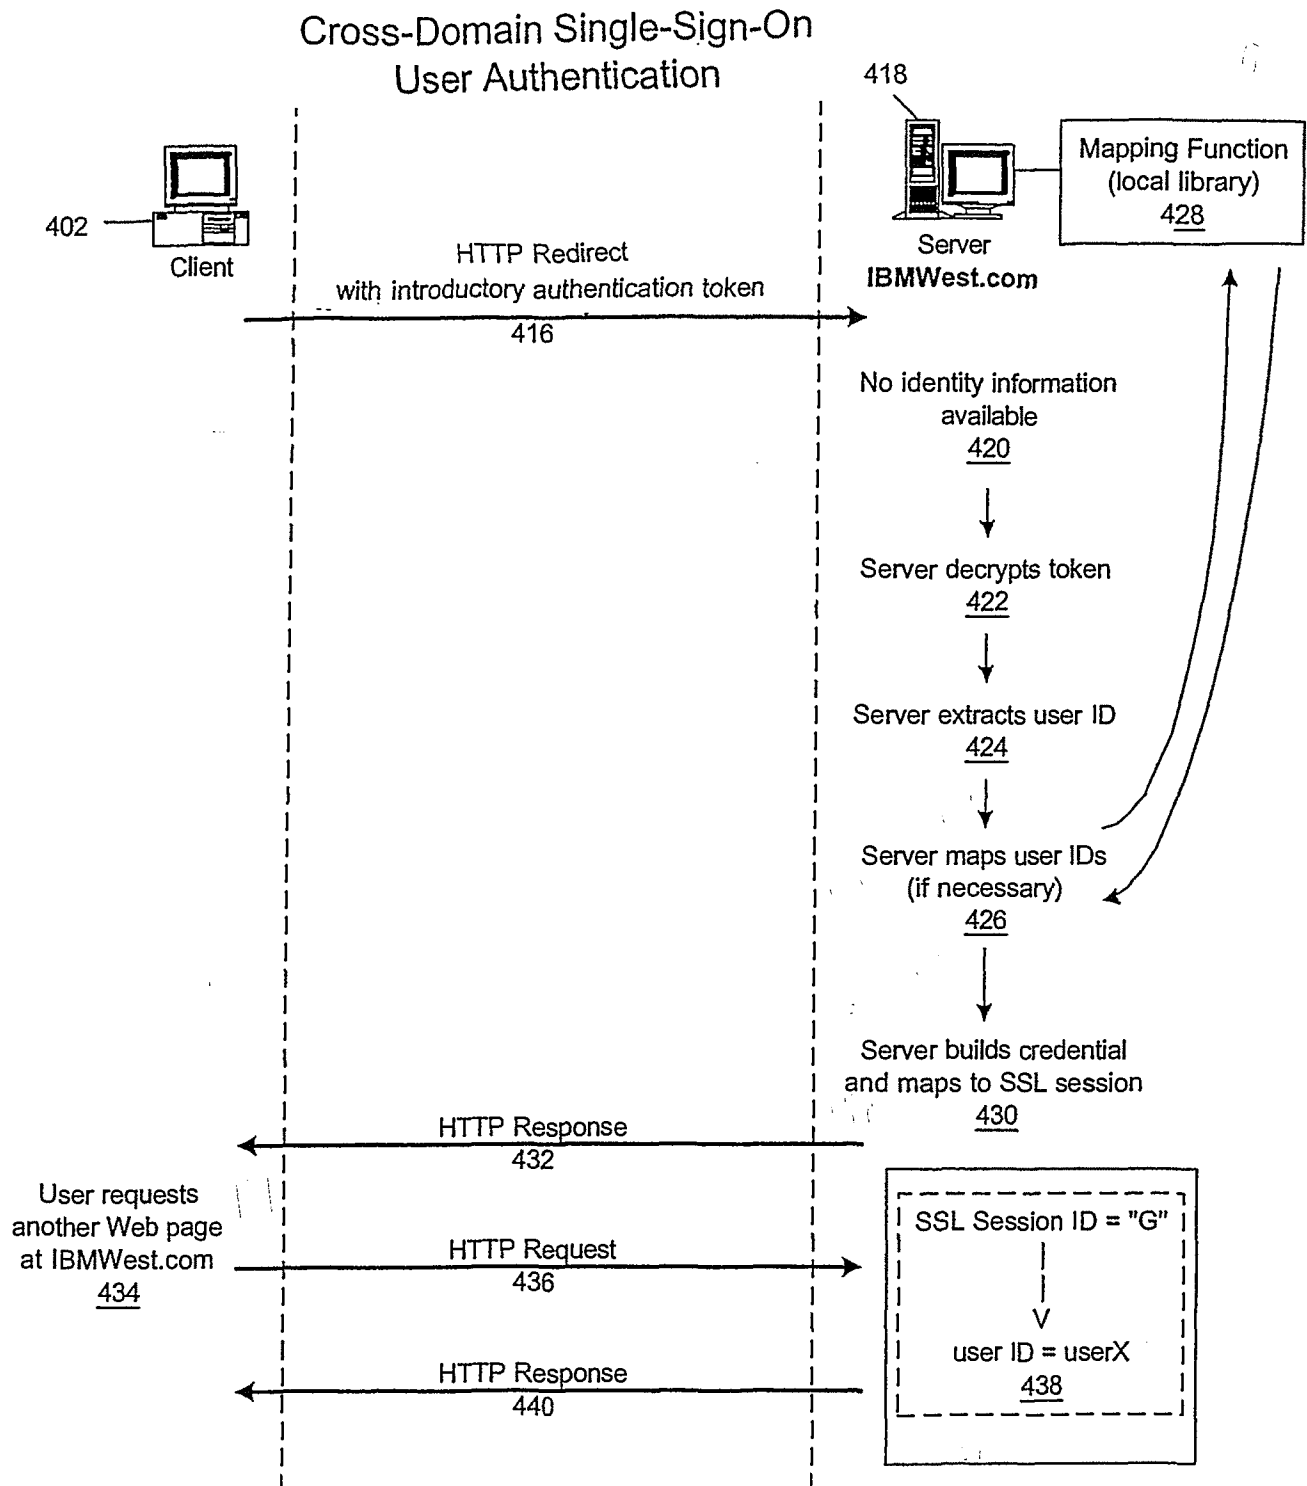 Cross-Domain Single-Sign-On
User Authentication
418
Mapping Function
(local library)
428
402
Client
Server
IBMWest.com
HTTP Redirect
with introductory authentication token
416
No identity information
available
420
Server decrypts token
422
Server extracts user ID
424
Server maps user IDs
(if necessary)
426
Server builds credential
and maps to SSL session
430
HTTP Response
432
User requests
another Web page
at IBMWest.com
434
HTTP Request
436
SSL Session ID = "G"
user ID = userX
438
HTTP Response
440